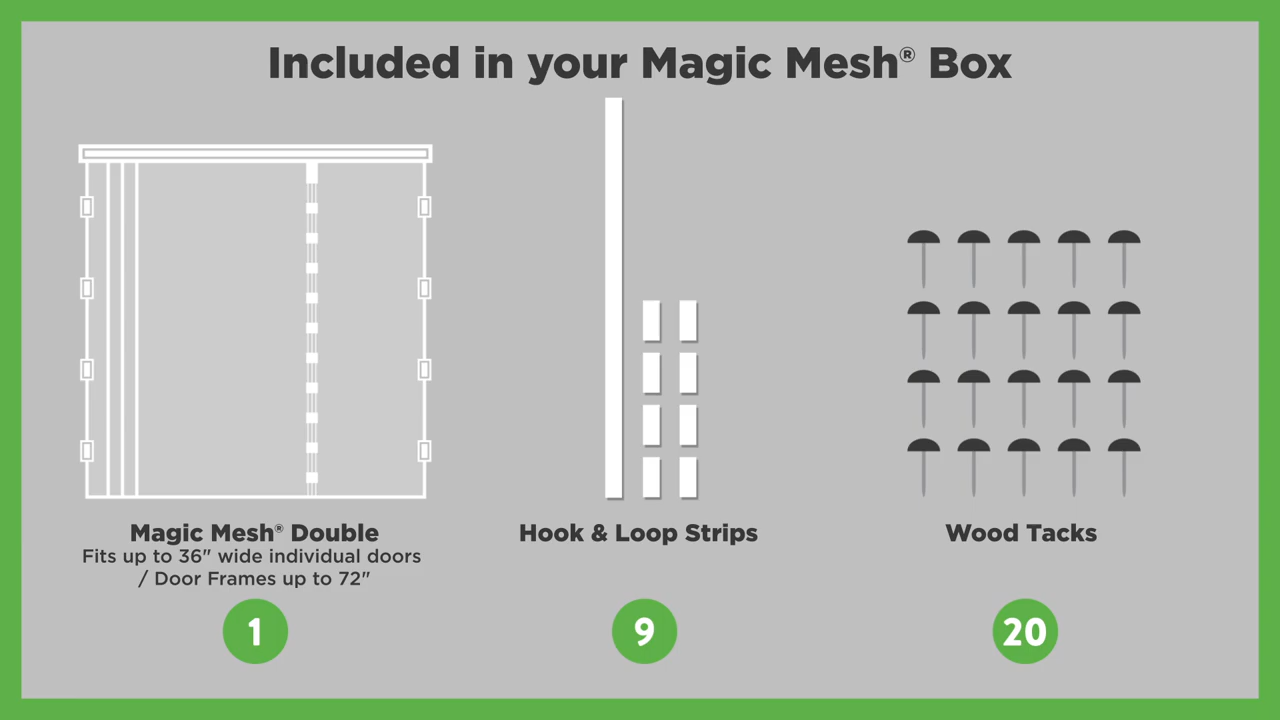 Included in your Magic Mesh® Box
Magic Mesh® Double
Fits up to 36" wide individual doors
/ Door Frames up to 72"
1
Hook & Loop Strips
9
Wood Tacks
20